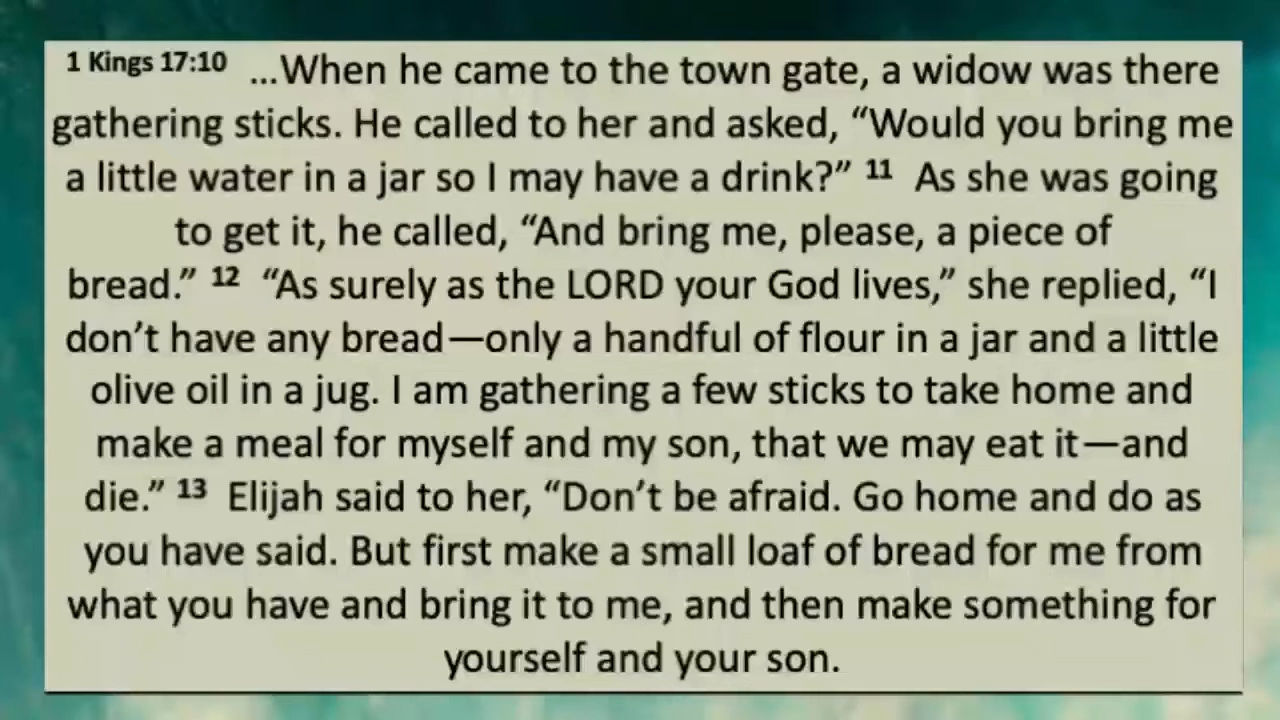 1 Kings 17:10 ...When he came to the town gate, a widow was there
gathering sticks. He called to her and asked, “Would you bring me
a little water in a jar so I may have a drink?” 11 As she was going
to get it, he called, “And bring me, please, a piece of
bread.” 12 “As surely as the LORD your God lives,” she replied, “I
don’t have any bread—only a handful of flour in a jar and a little
olive oil in a jug. I am gathering a few sticks to take home and
make a meal for myself and my son, that we may eat it—and
die.” 13 Elijah said to her, “Don’t be afraid. Go home and do as
you have said. But first make a small loaf of bread for me from
what you have and bring it to me, and then make something for
yourself and your son.